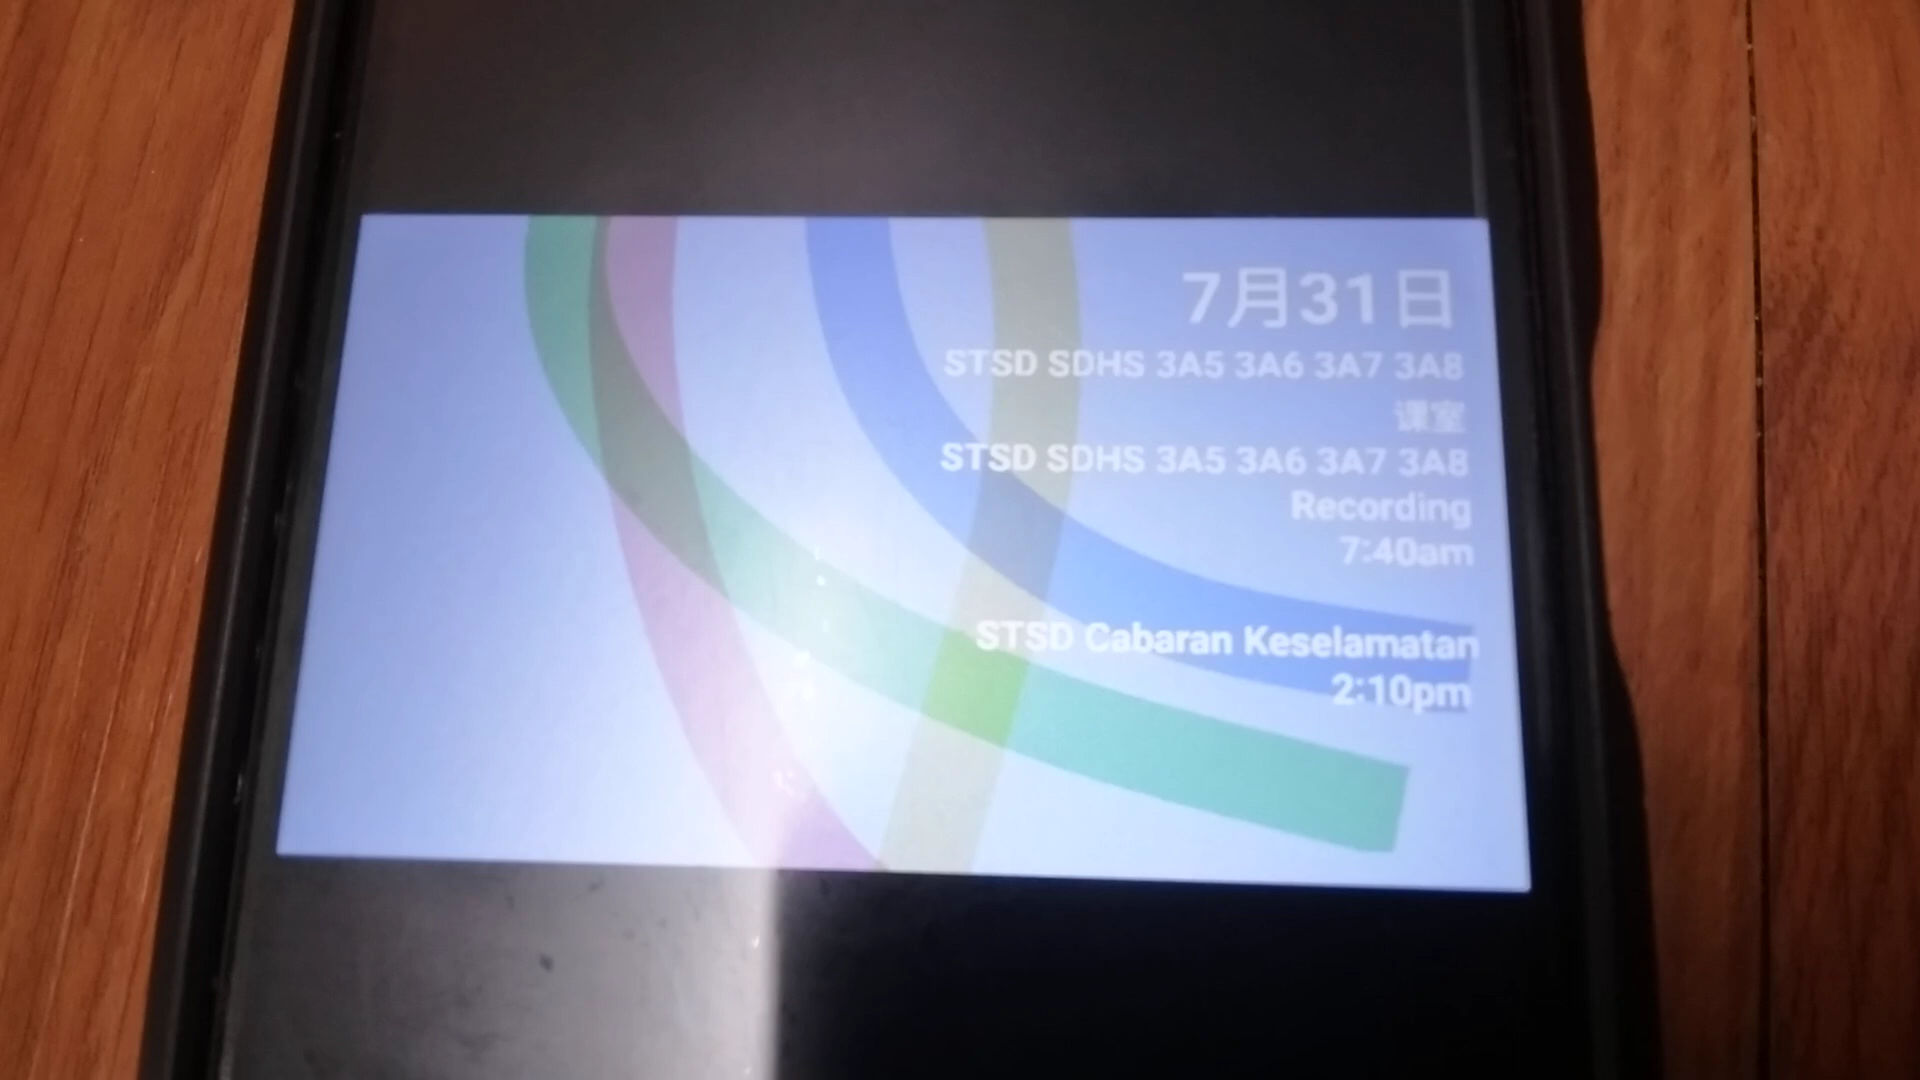 7月31日
STSD SDHS 3A5 3A6 3A7 3A8
课室
STSD SDHS 3A5 3A6 3A7 3A8
Recording
7:40am
STSD Cabaran Keselamatan
2:10pm